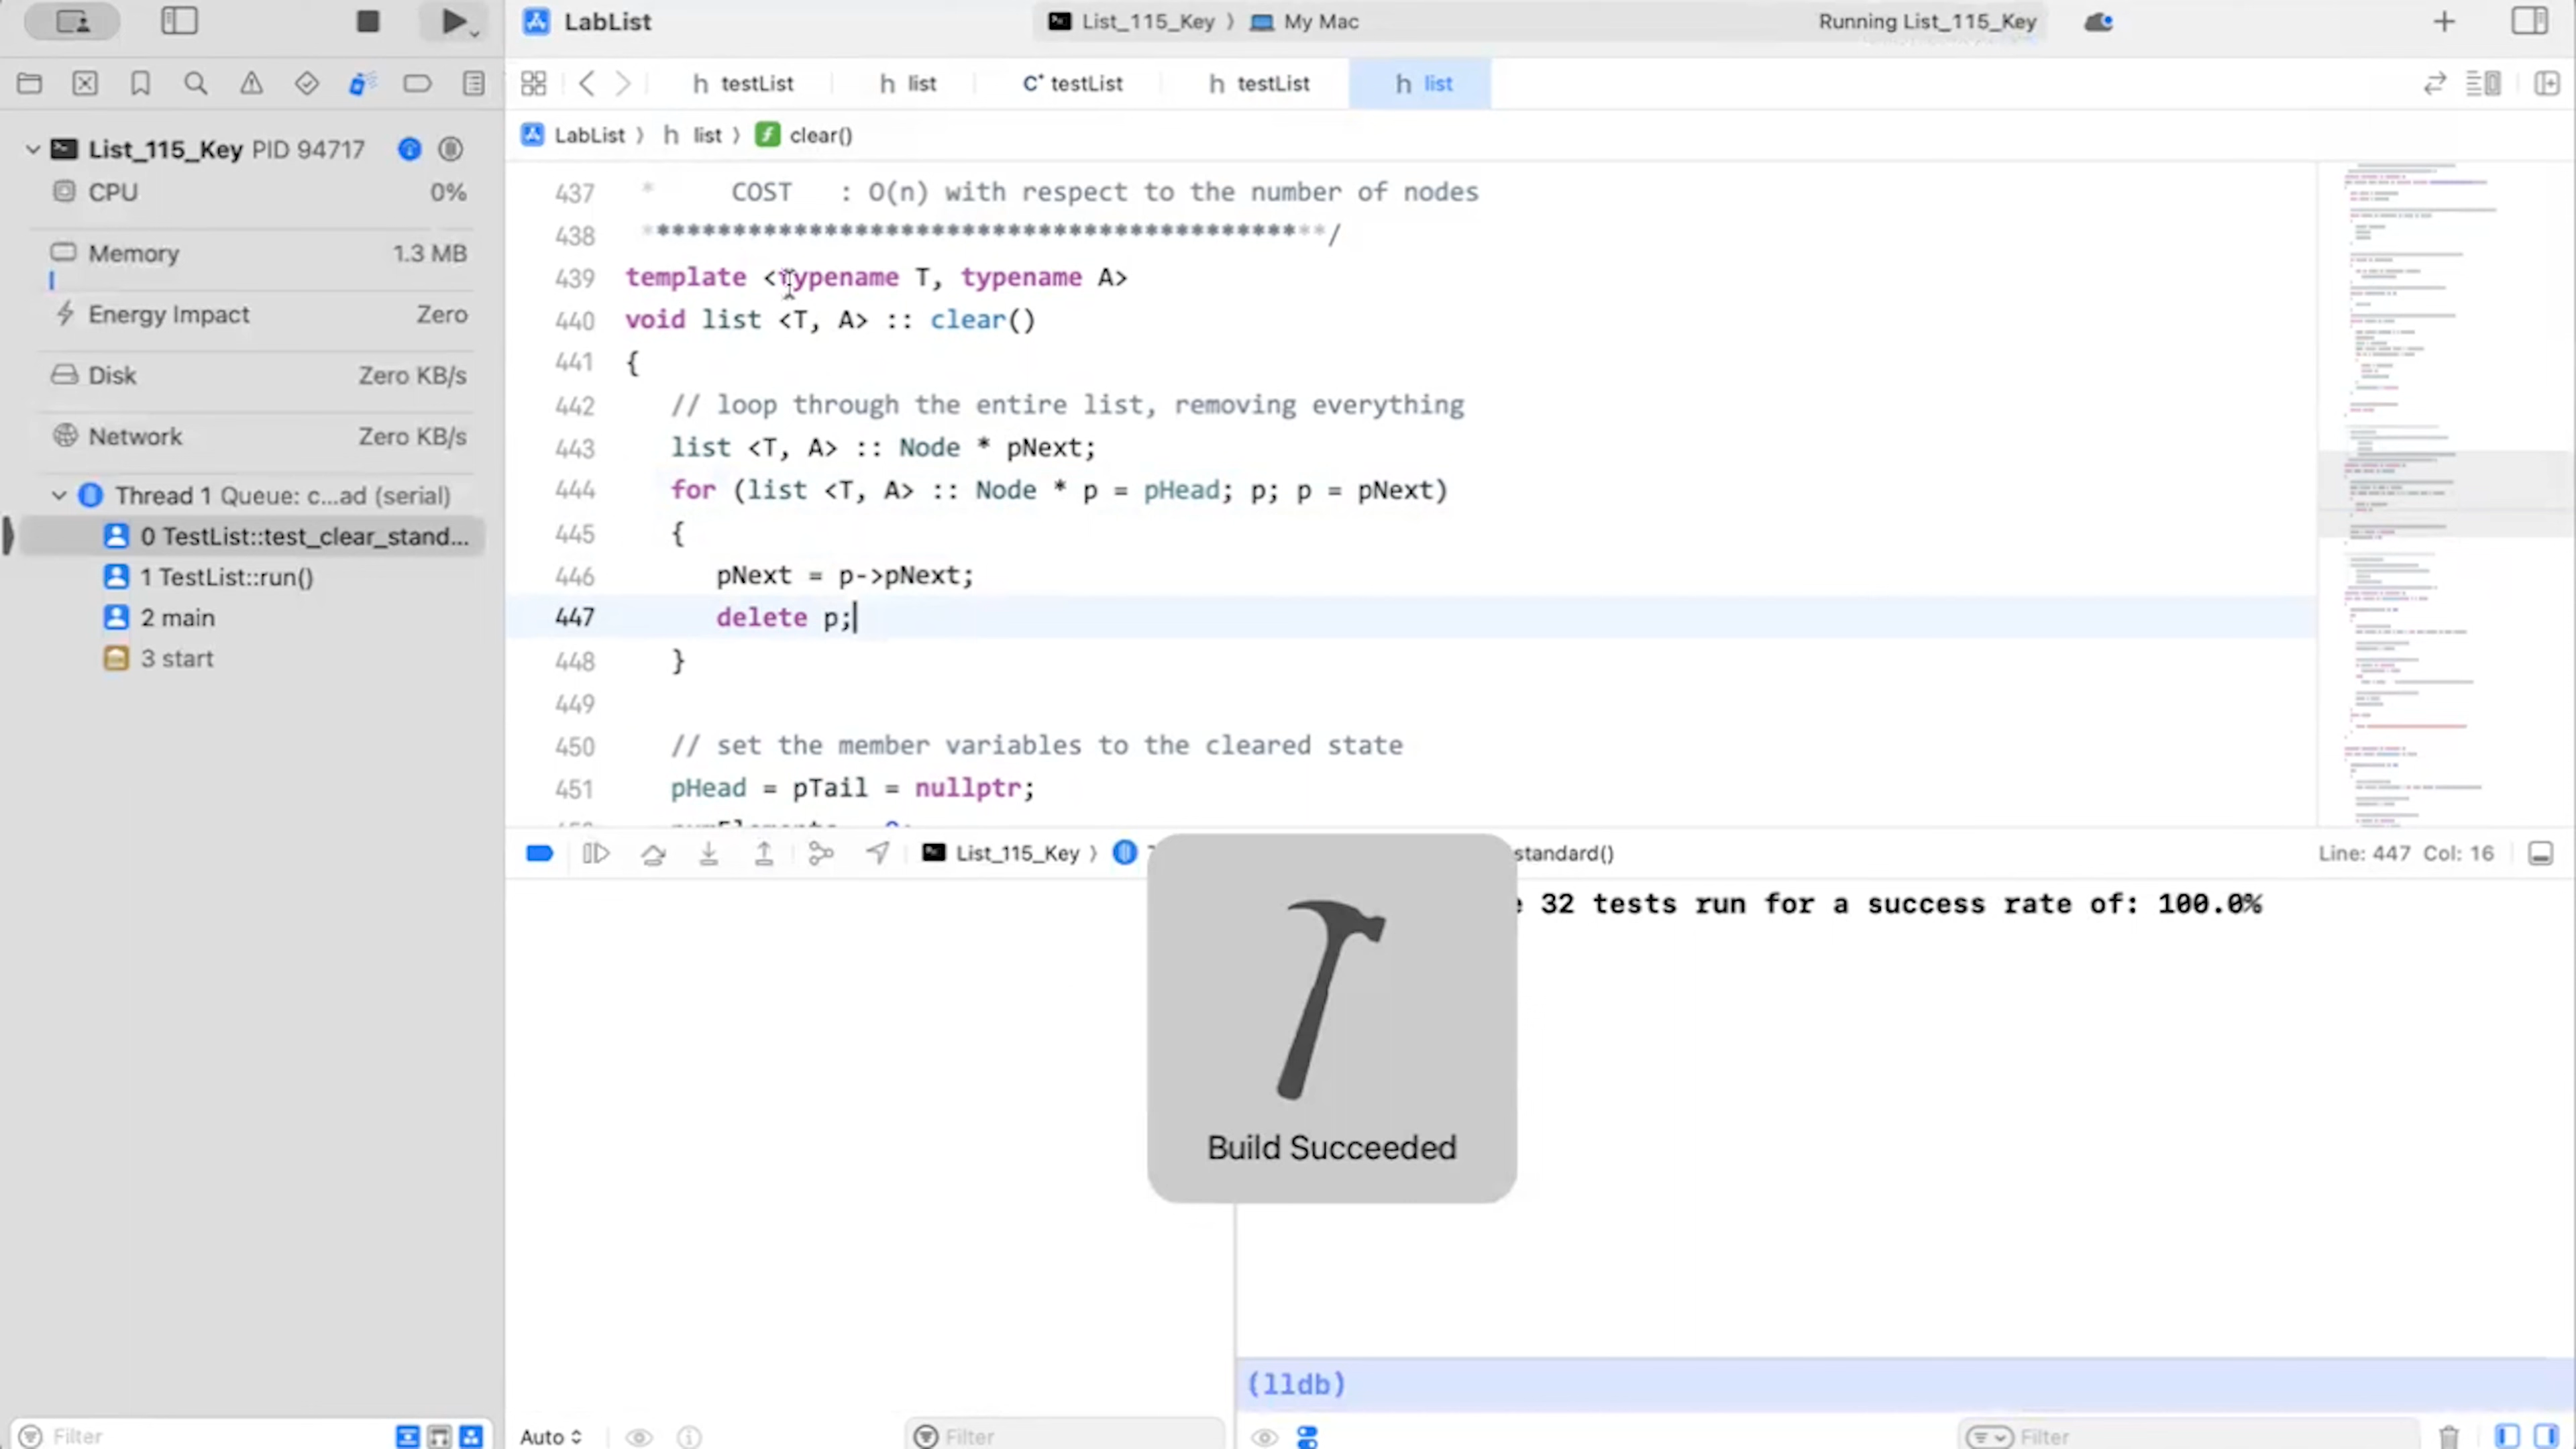 LabList
List_115_Key 〉 My Mac
Running List_115_Key
h testList
h list
C+ testList
h testList
h list
LabList 〉 h list 〉 f clear()
List_115_Key PID 94717
CPU 0%
Memory 1.3 MB
Energy Impact Zero
Disk Zero KB/s
Network Zero KB/s
Thread 1 Queue: c...ad (serial)
0 TestList::test_clear_stand...
1 TestList::run()
2 main
3 start
Filter
437 * COST : O(n) with respect to the number of nodes
438 *********************************************/
439 template <typename T, typename A>
440 void list <T, A> :: clear()
441 {
442 // loop through the entire list, removing everything
443 list <T, A> :: Node * pNext;
444 for (list <T, A> :: Node * p = pHead; p; p = pNext)
445 {
446 pNext = p->pNext;
447 delete p;
448 }
449
450 // set the member variables to the cleared state
451 pHead = pTail = nullptr;
List_115_Key 〉
standard()
Line: 447 Col: 16
32 tests run for a success rate of: 100.0%
Build Succeeded
(lldb)
Auto
Filter
Filter